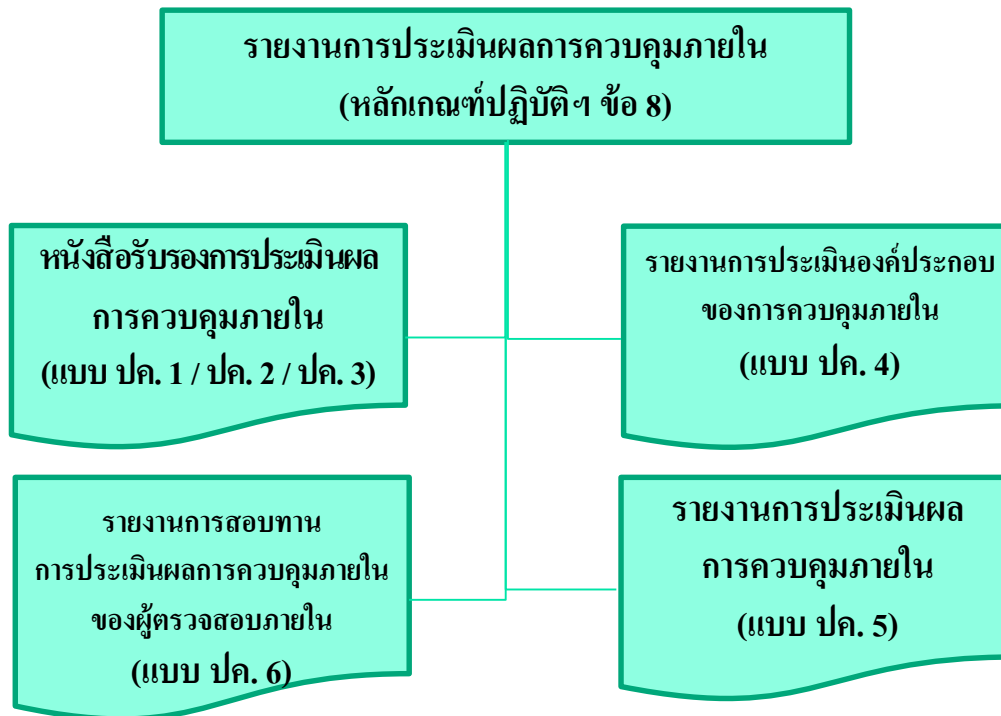 รายงานการประเมินผลการควบคุมภายใน
(หลักเกณฑ์ปฏิบัติฯ ข้อ 8)
หนังสือรับรองการประเมินผล
การควบคุมภายใน
(แบบ ปค. 1 / ปค. 2 / ปค. 3)
รายงานการประเมินองค์ประกอบ
ของการควบคุมภายใน
(แบบ ปค. 4)
รายงานการสอบทาน
การประเมินผลการควบคุมภายใน
ของผู้ตรวจสอบภายใน
(แบบ ปค. 6)
รายงานการประเมินผล
การควบคุมภายใน
(แบบ ปค. 5)